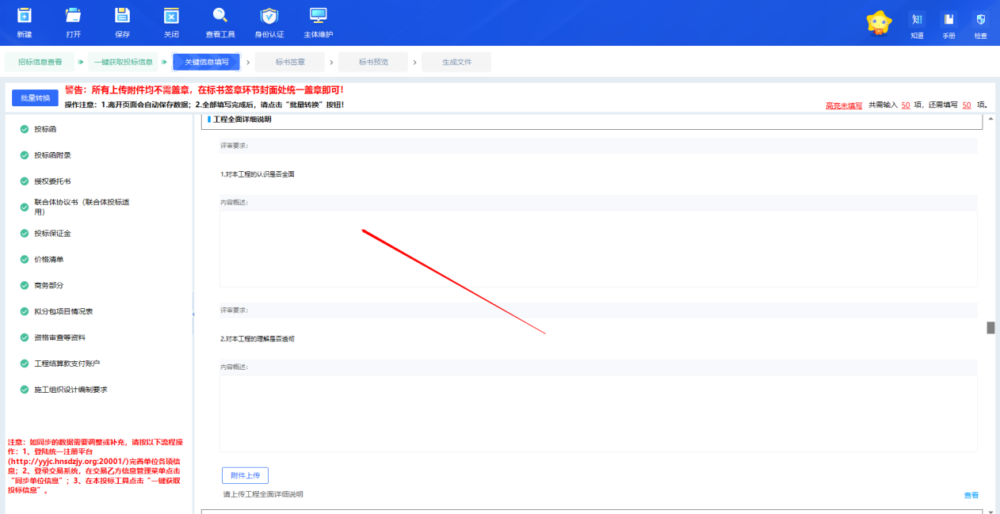 新建 打开 保存 关闭 查看工具 身份认证 主体维护 知 知道 手册 检查
招标信息查看 一键获取投标信息 关键信息填写 标书签章 标书预览 生成文件
批量转换
警告：所有上传附件均不需盖章，在标书签章环节封面处统一盖章即可！
操作注意：1.离开页面会自动保存数据；2.全部填写完成后，请点击“批量转换”按钮！
高亮未填写 共需输入 50 项，还需填写 50 项。
投标函
投标函附录
授权委托书
联合体协议书（联合体投标适
用）
投标保证金
价格清单
商务部分
拟分包项目情况表
资格审查等资料
工程结算款支付账户
施工组织设计编制要求
注意：如同步的数据需要调整或补充，请按以下流程操
作：1、登陆统一注册平台
(http://yyjc.hnsdzjy.org:20001/)完善单位各项信
息；2、登录交易系统，在交易乙方信息管理菜单点击
“同步单位信息”；3、在本投标工具点击“一键获取
投标信息”。
工程全面详细说明
评审要求：
1.对本工程的认识是否全面
内容概述：
评审要求：
2.对本工程的理解是否透彻
内容概述：
附件上传
请上传工程全面详细说明
查看